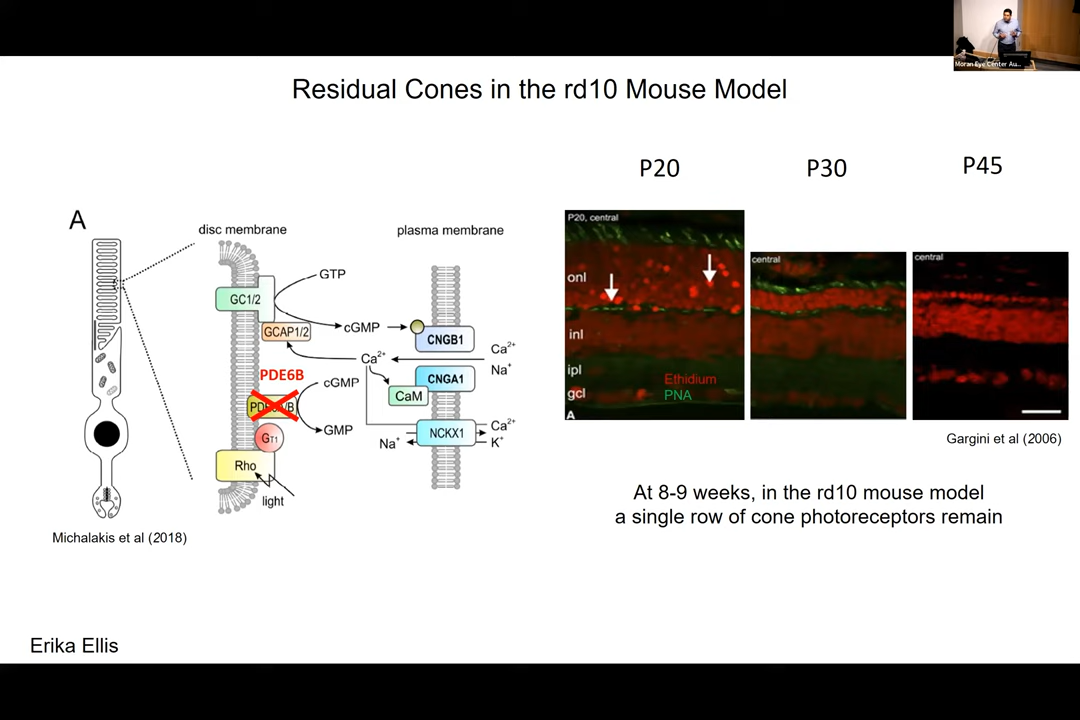 Moran Eye Center Au...
Residual Cones in the rd10 Mouse Model
A
disc membrane
plasma membrane
GTP
GC1/2
GCAP1/2
cGMP
CNGB1
Ca2+
Na+
Ca2+
CNGA1
CaM
PDE6B
cGMP
GMP
GT1
Rho
light
NCKX1
Na+
Ca2+
K+
Michalakis et al (2018)
P20
P30
P45
P20, central
onl
inl
ipl
gcl
A
Ethidium
PNA
central
central
Gargini et al (2006)
At 8-9 weeks, in the rd10 mouse model
a single row of cone photoreceptors remain
Erika Ellis